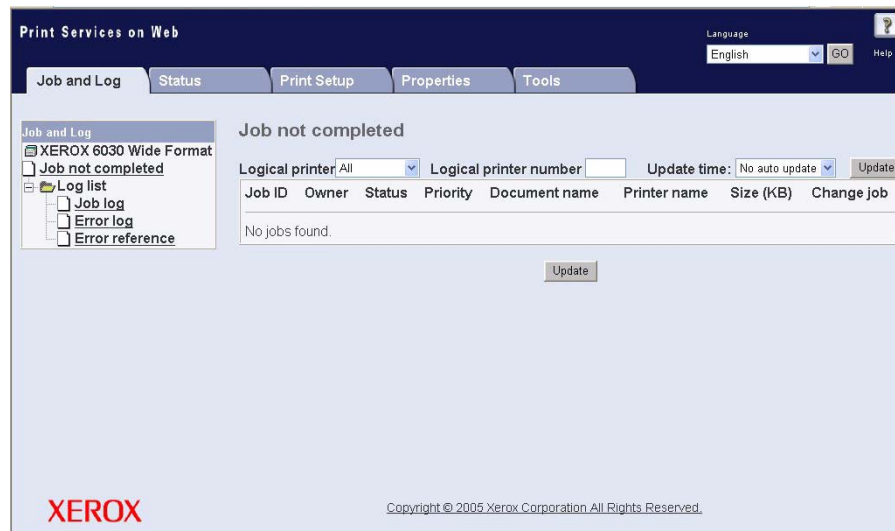 Print Services on Web
Language
English GO ? Help
Job and Log Status Print Setup Properties Tools
Job and Log
XEROX 6030 Wide Format
Job not completed
Log list
Job log
Error log
Error reference
Job not completed
Logical printer All Logical printer number Update time: No auto update Update
Job ID Owner Status Priority Document name Printer name Size (KB) Change job
No jobs found.
Update
XEROX
Copyright © 2005 Xerox Corporation All Rights Reserved.